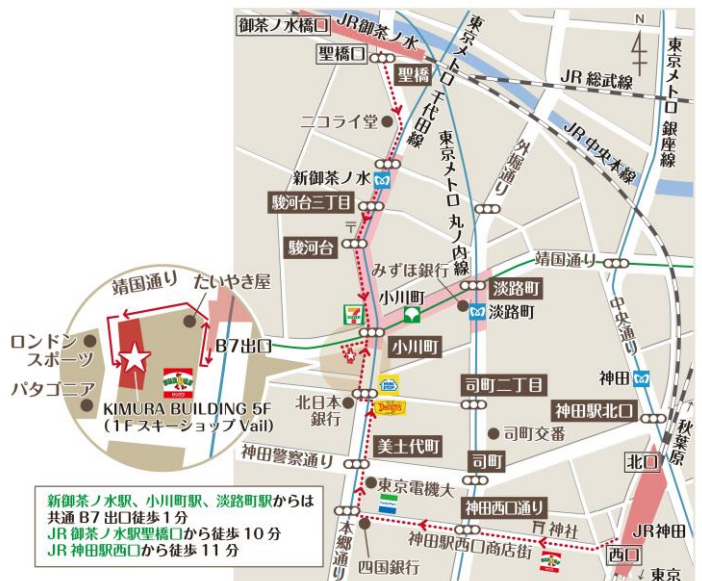 御茶ノ水橋口
JR御茶ノ水
聖橋口
聖橋
N
JR 総武線
東京メトロ 銀座線
東京メトロ 千代田線
ニコライ堂
外堀通り
JR中央本線
新御茶ノ水
東京メトロ 丸ノ内線
駿河台三丁目
〒
駿河台
みずほ銀行
靖国通り
淡路町
淡路町
小川町
小川町
中央通り
靖国通り
たいやき屋
B7出口
ロンドン
スポーツ
パタゴニア
サンクス
KIMURA BUILDING 5F
(1F スキーショップ Vail)
北日本
銀行
Denny's
司町二丁目
神田
神田駅北口
秋葉原
司町交番
美土代町
神田警察通り
司町
北口
東京電機大
神田西口通り
神社
JR神田
神田駅西口商店街
西口
本郷通り
四国銀行
東京
新御茶ノ水駅、小川町駅、淡路町駅からは
共通 B7 出口徒歩1分
JR 御茶ノ水駅聖橋口から徒歩 10 分
JR 神田駅西口から徒歩 11 分